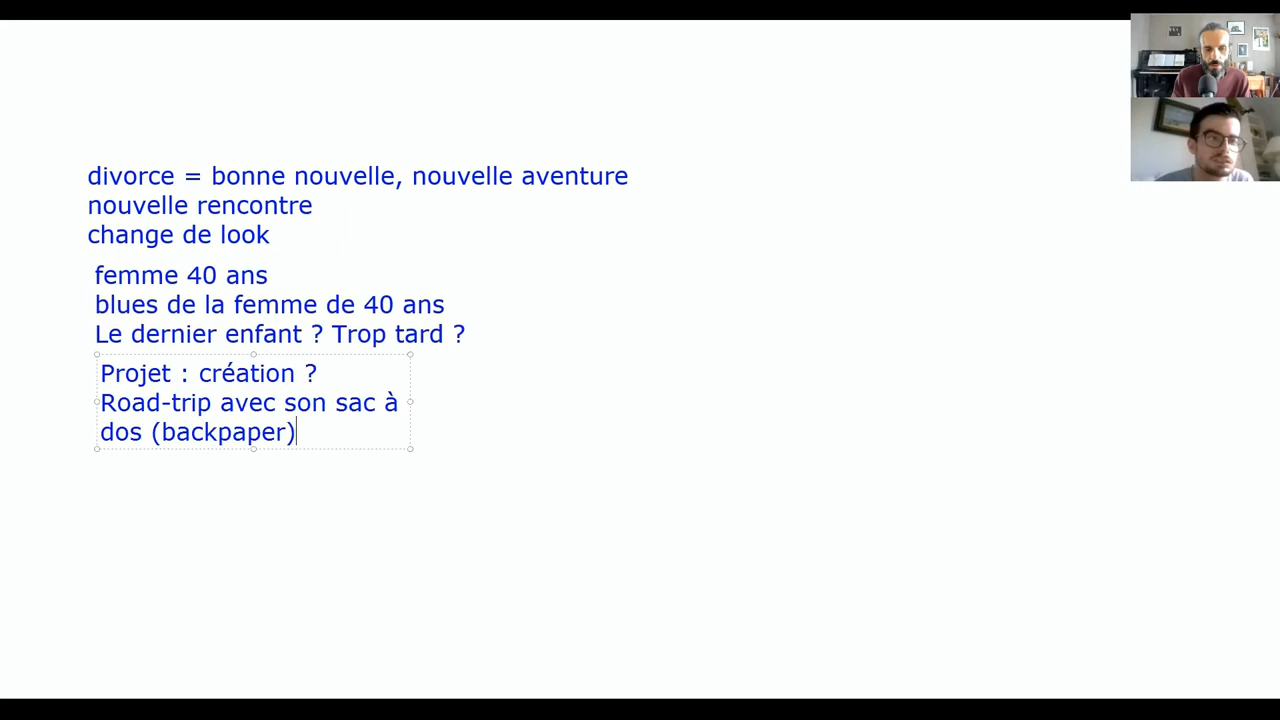 divorce = bonne nouvelle, nouvelle aventure
nouvelle rencontre
change de look
femme 40 ans
blues de la femme de 40 ans
Le dernier enfant ? Trop tard ?
Projet : création ?
Road-trip avec son sac à
dos (backpaper)